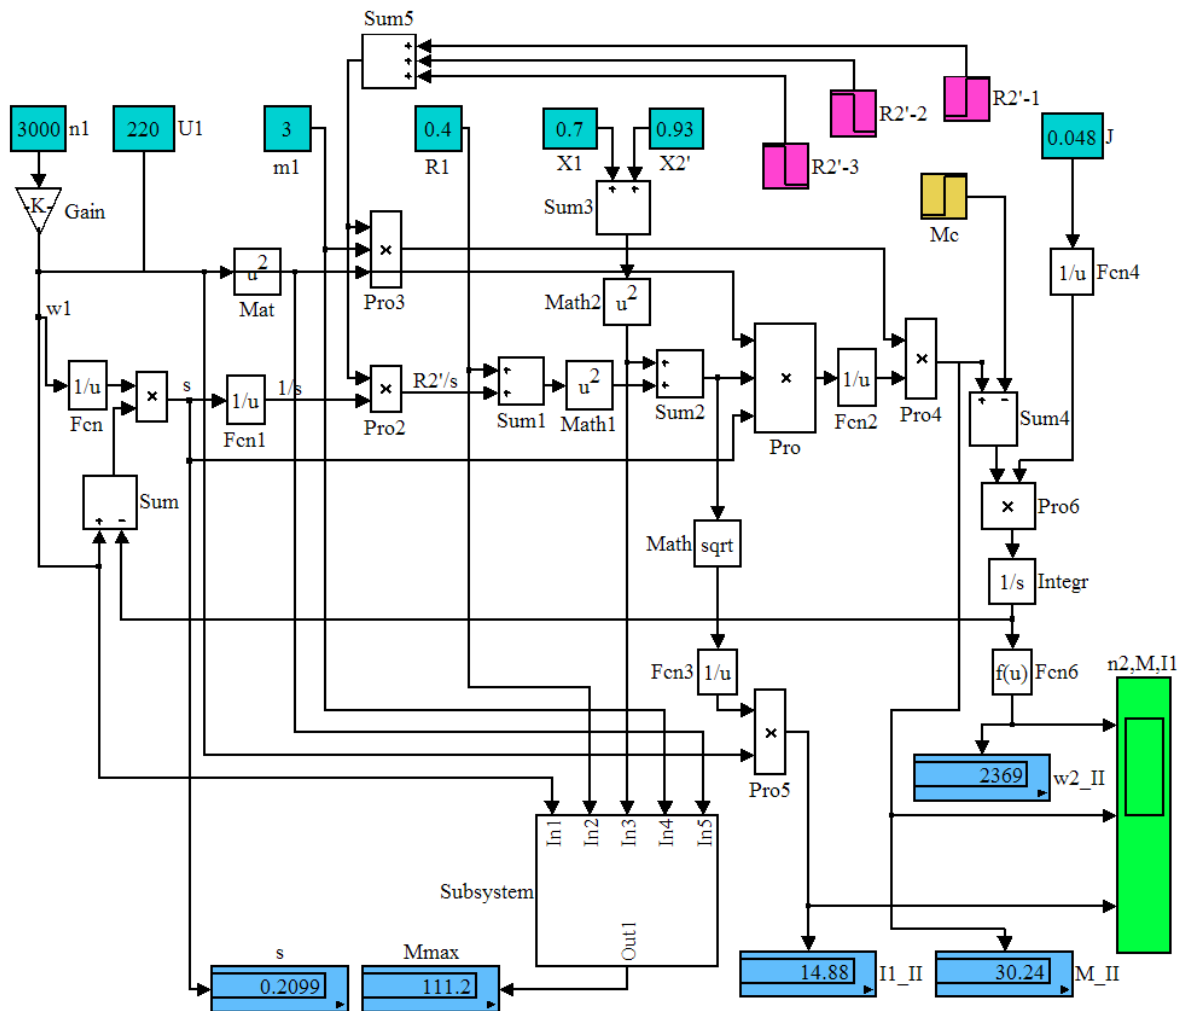 Sum5
R2'-1
R2'-2
R2'-3
3000 n1
220 U1
3
m1
0.4
R1
0.7
X1
0.93
X2'
0.048 J
-K- Gain
Sum3
Mc
w1
u²
Mat
×
Pro3
Math2 u²
1/u Fcn4
1/u
Fcn
×
s
1/u
Fcn1
1/s
×
Pro2
R2'/s
Sum1
u²
Math1
Sum2
×
Pro
1/u
Fcn2
×
Pro4
Sum4
Sum
× Pro6
Math sqrt
1/s Integr
Fcn3 1/u
f(u) Fcn6
n2,M,I1
×
Pro5
2369 w2_II
In1 In2 In3 In4 In5
Subsystem
Out1
s
0.2099
Mmax
111.2
14.88 I1_II
30.24 M_II